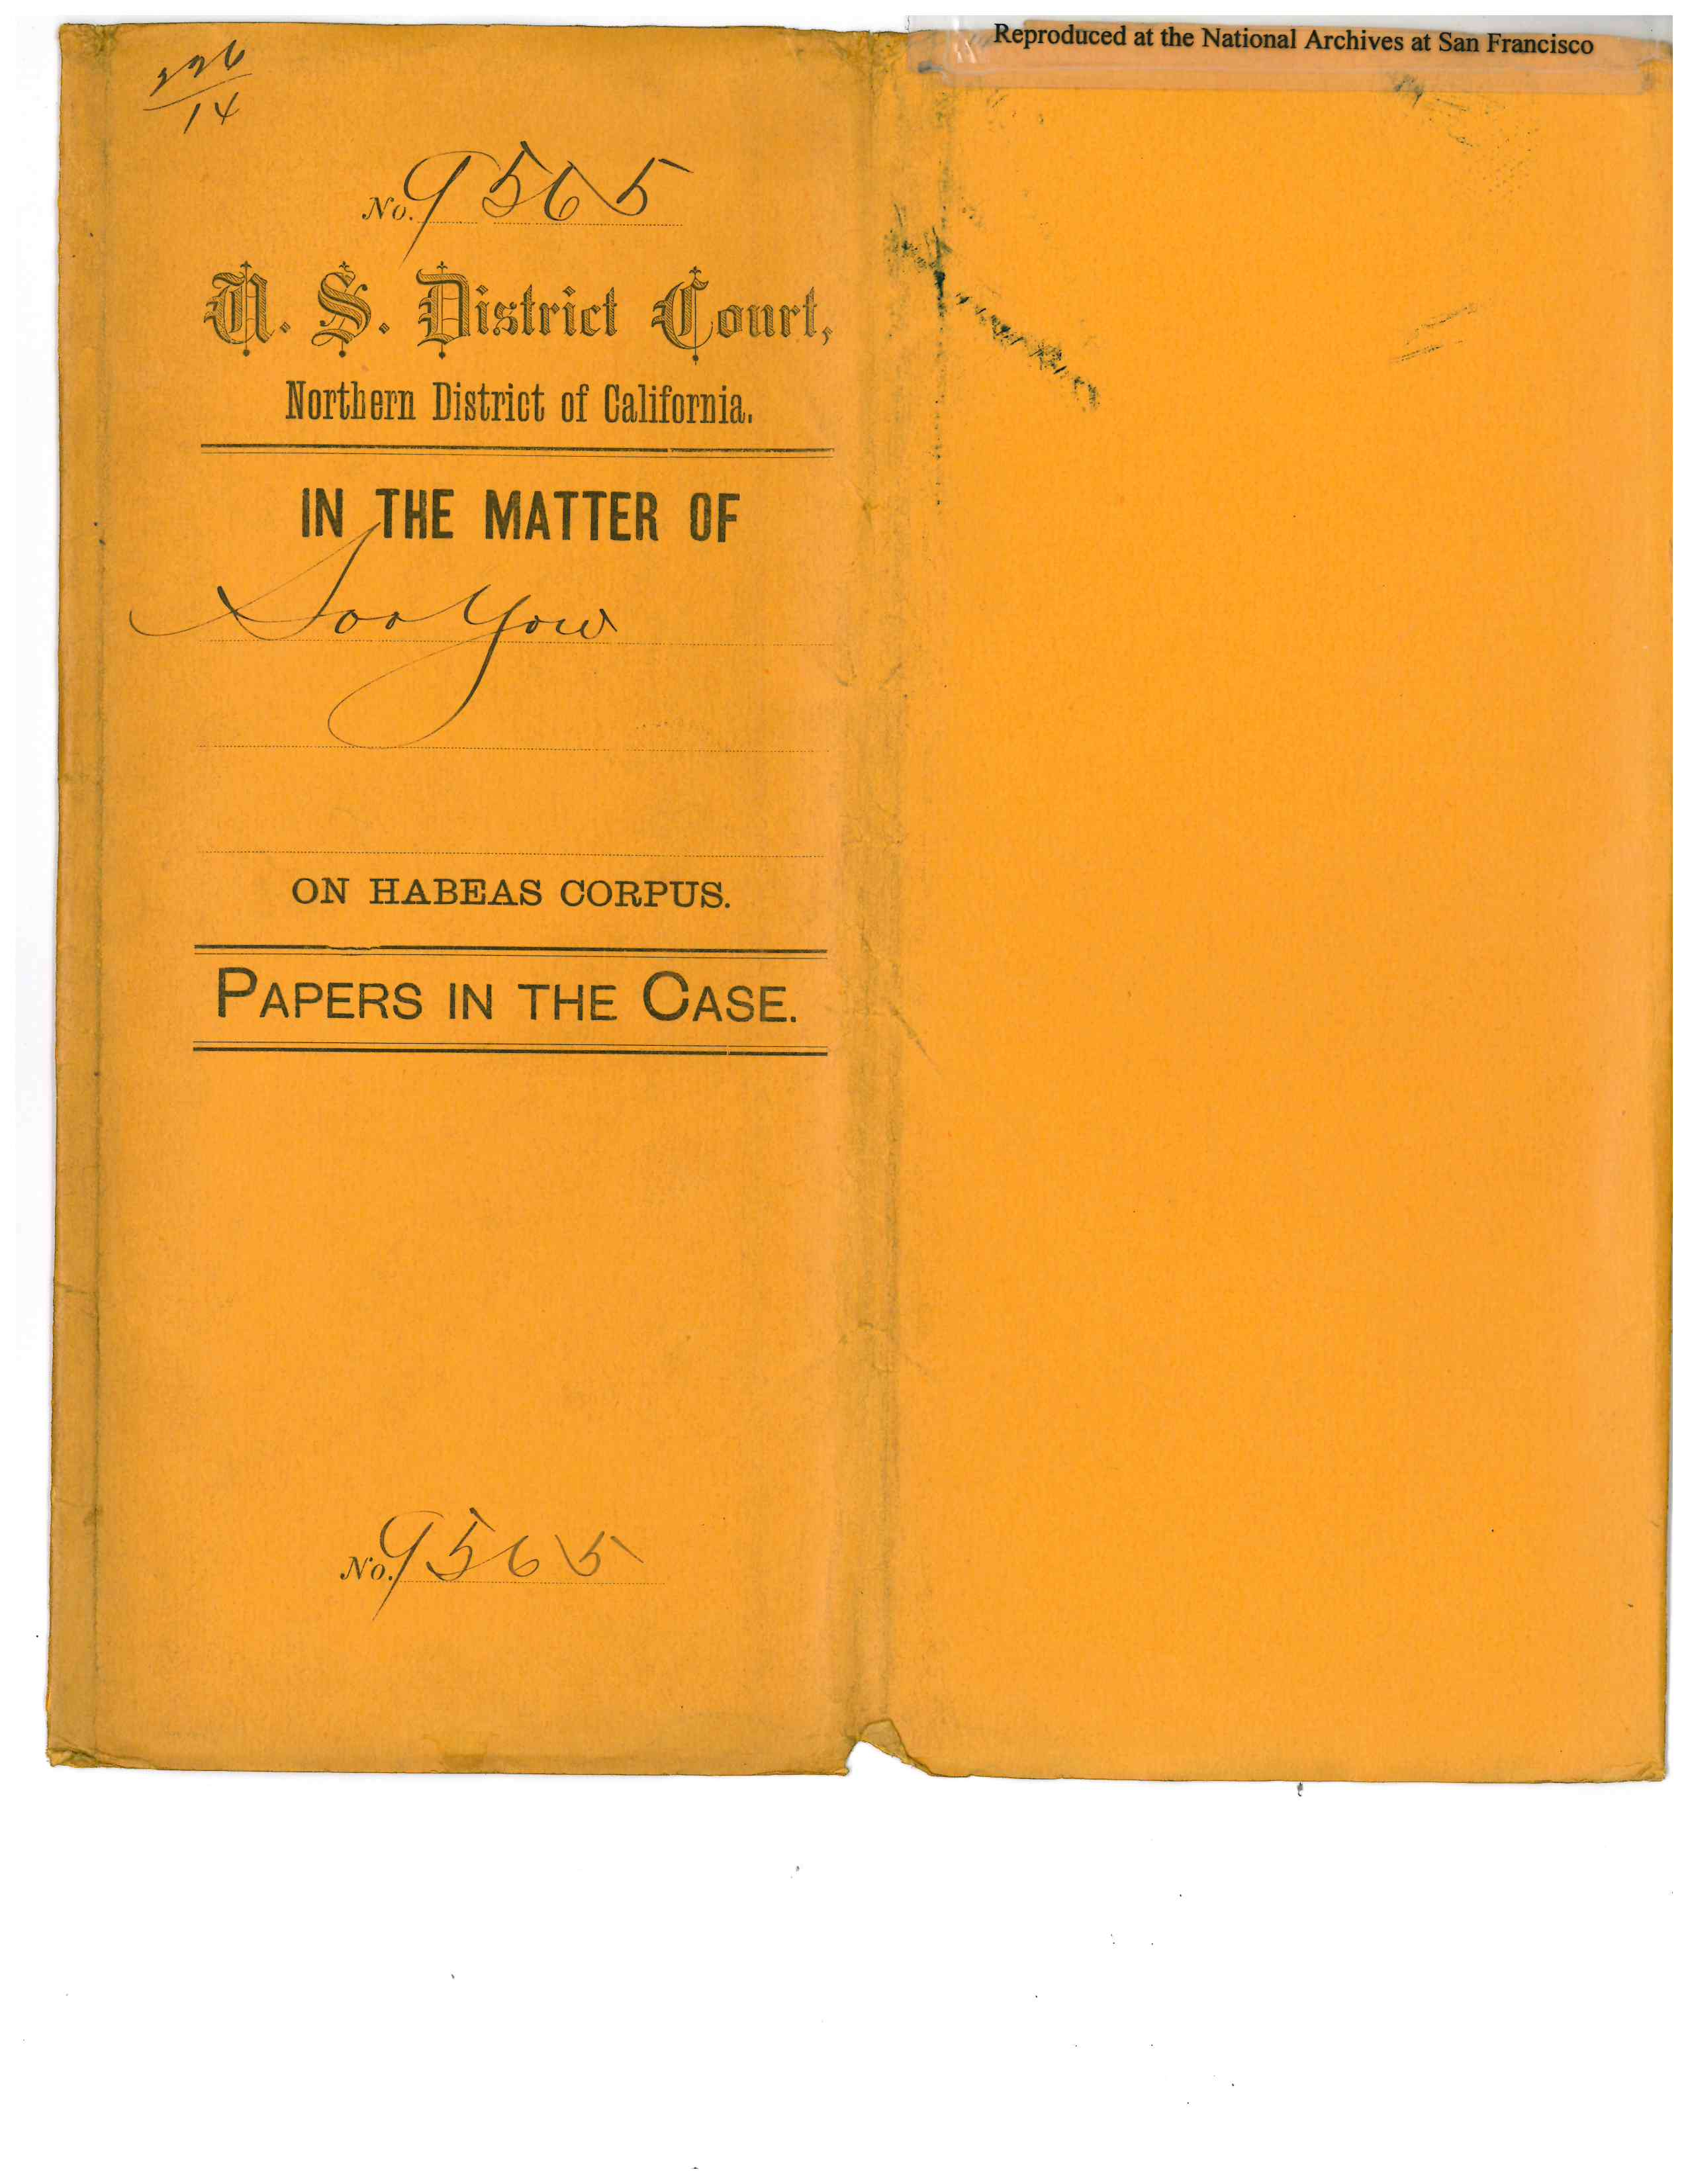 Reproduced at the National Archives at San Francisco
226
14
No. 9565
U. S. District Court,
Northern District of California.
IN THE MATTER OF
Soo Yow
ON HABEAS CORPUS.
PAPERS IN THE CASE.
No. 9565